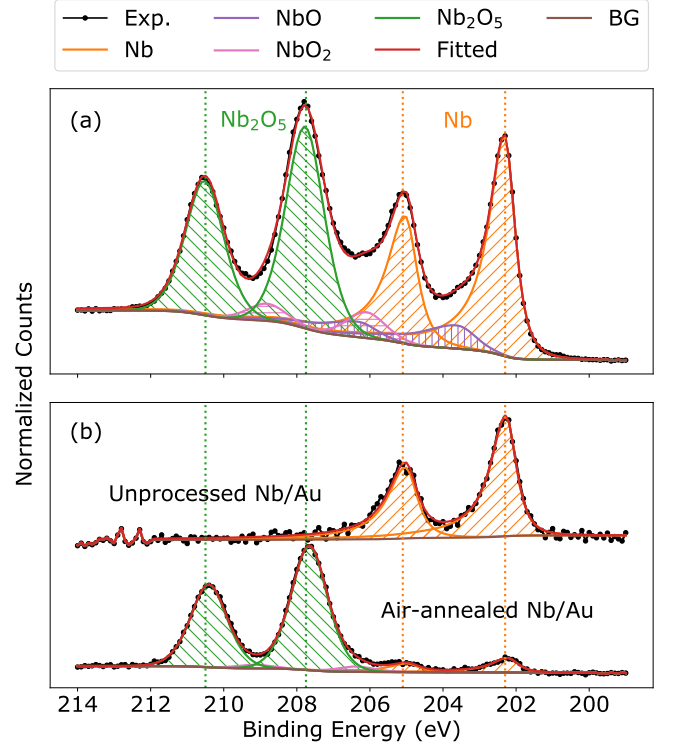 Exp. NbO Nb₂O₅ BG
Nb NbO₂ Fitted
(a) Nb₂O₅ Nb
Normalized Counts
(b)
Unprocessed Nb/Au
Air-annealed Nb/Au
214 212 210 208 206 204 202 200
Binding Energy (eV)